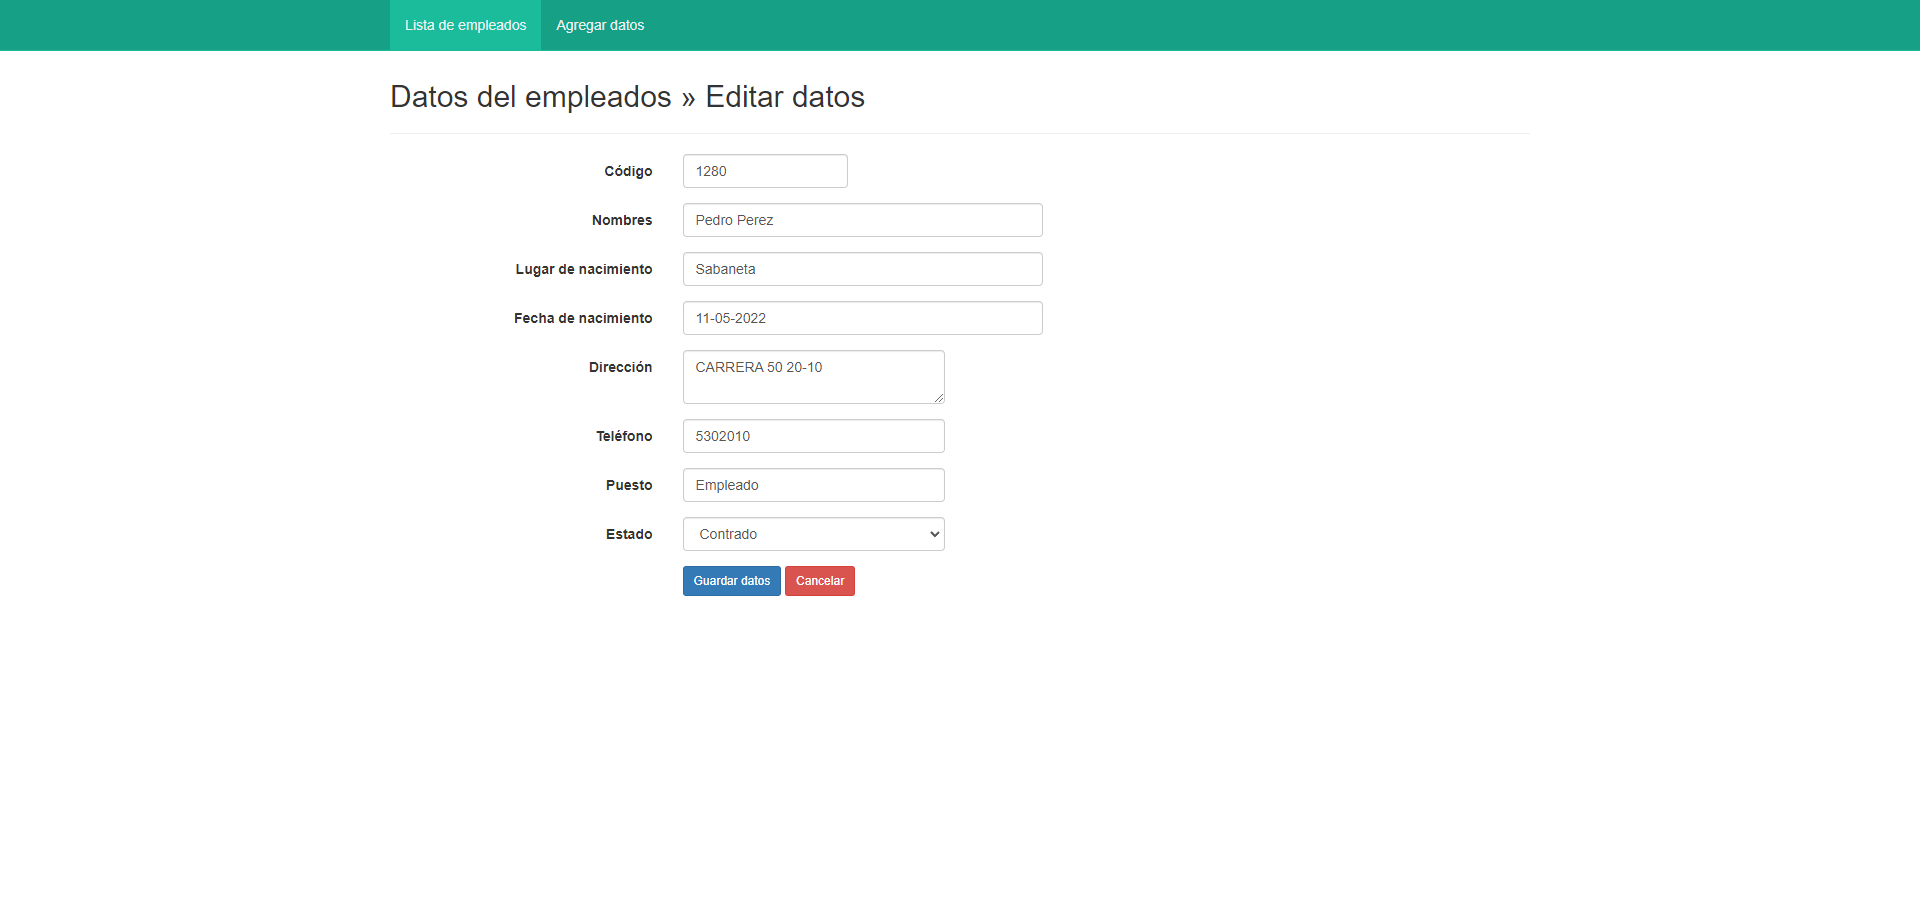 Lista de empleados Agregar datos
Datos del empleados » Editar datos
Código 1280
Nombres Pedro Perez
Lugar de nacimiento Sabaneta
Fecha de nacimiento 11-05-2022
Dirección CARRERA 50 20-10
Teléfono 5302010
Puesto Empleado
Estado Contrado
Guardar datos Cancelar